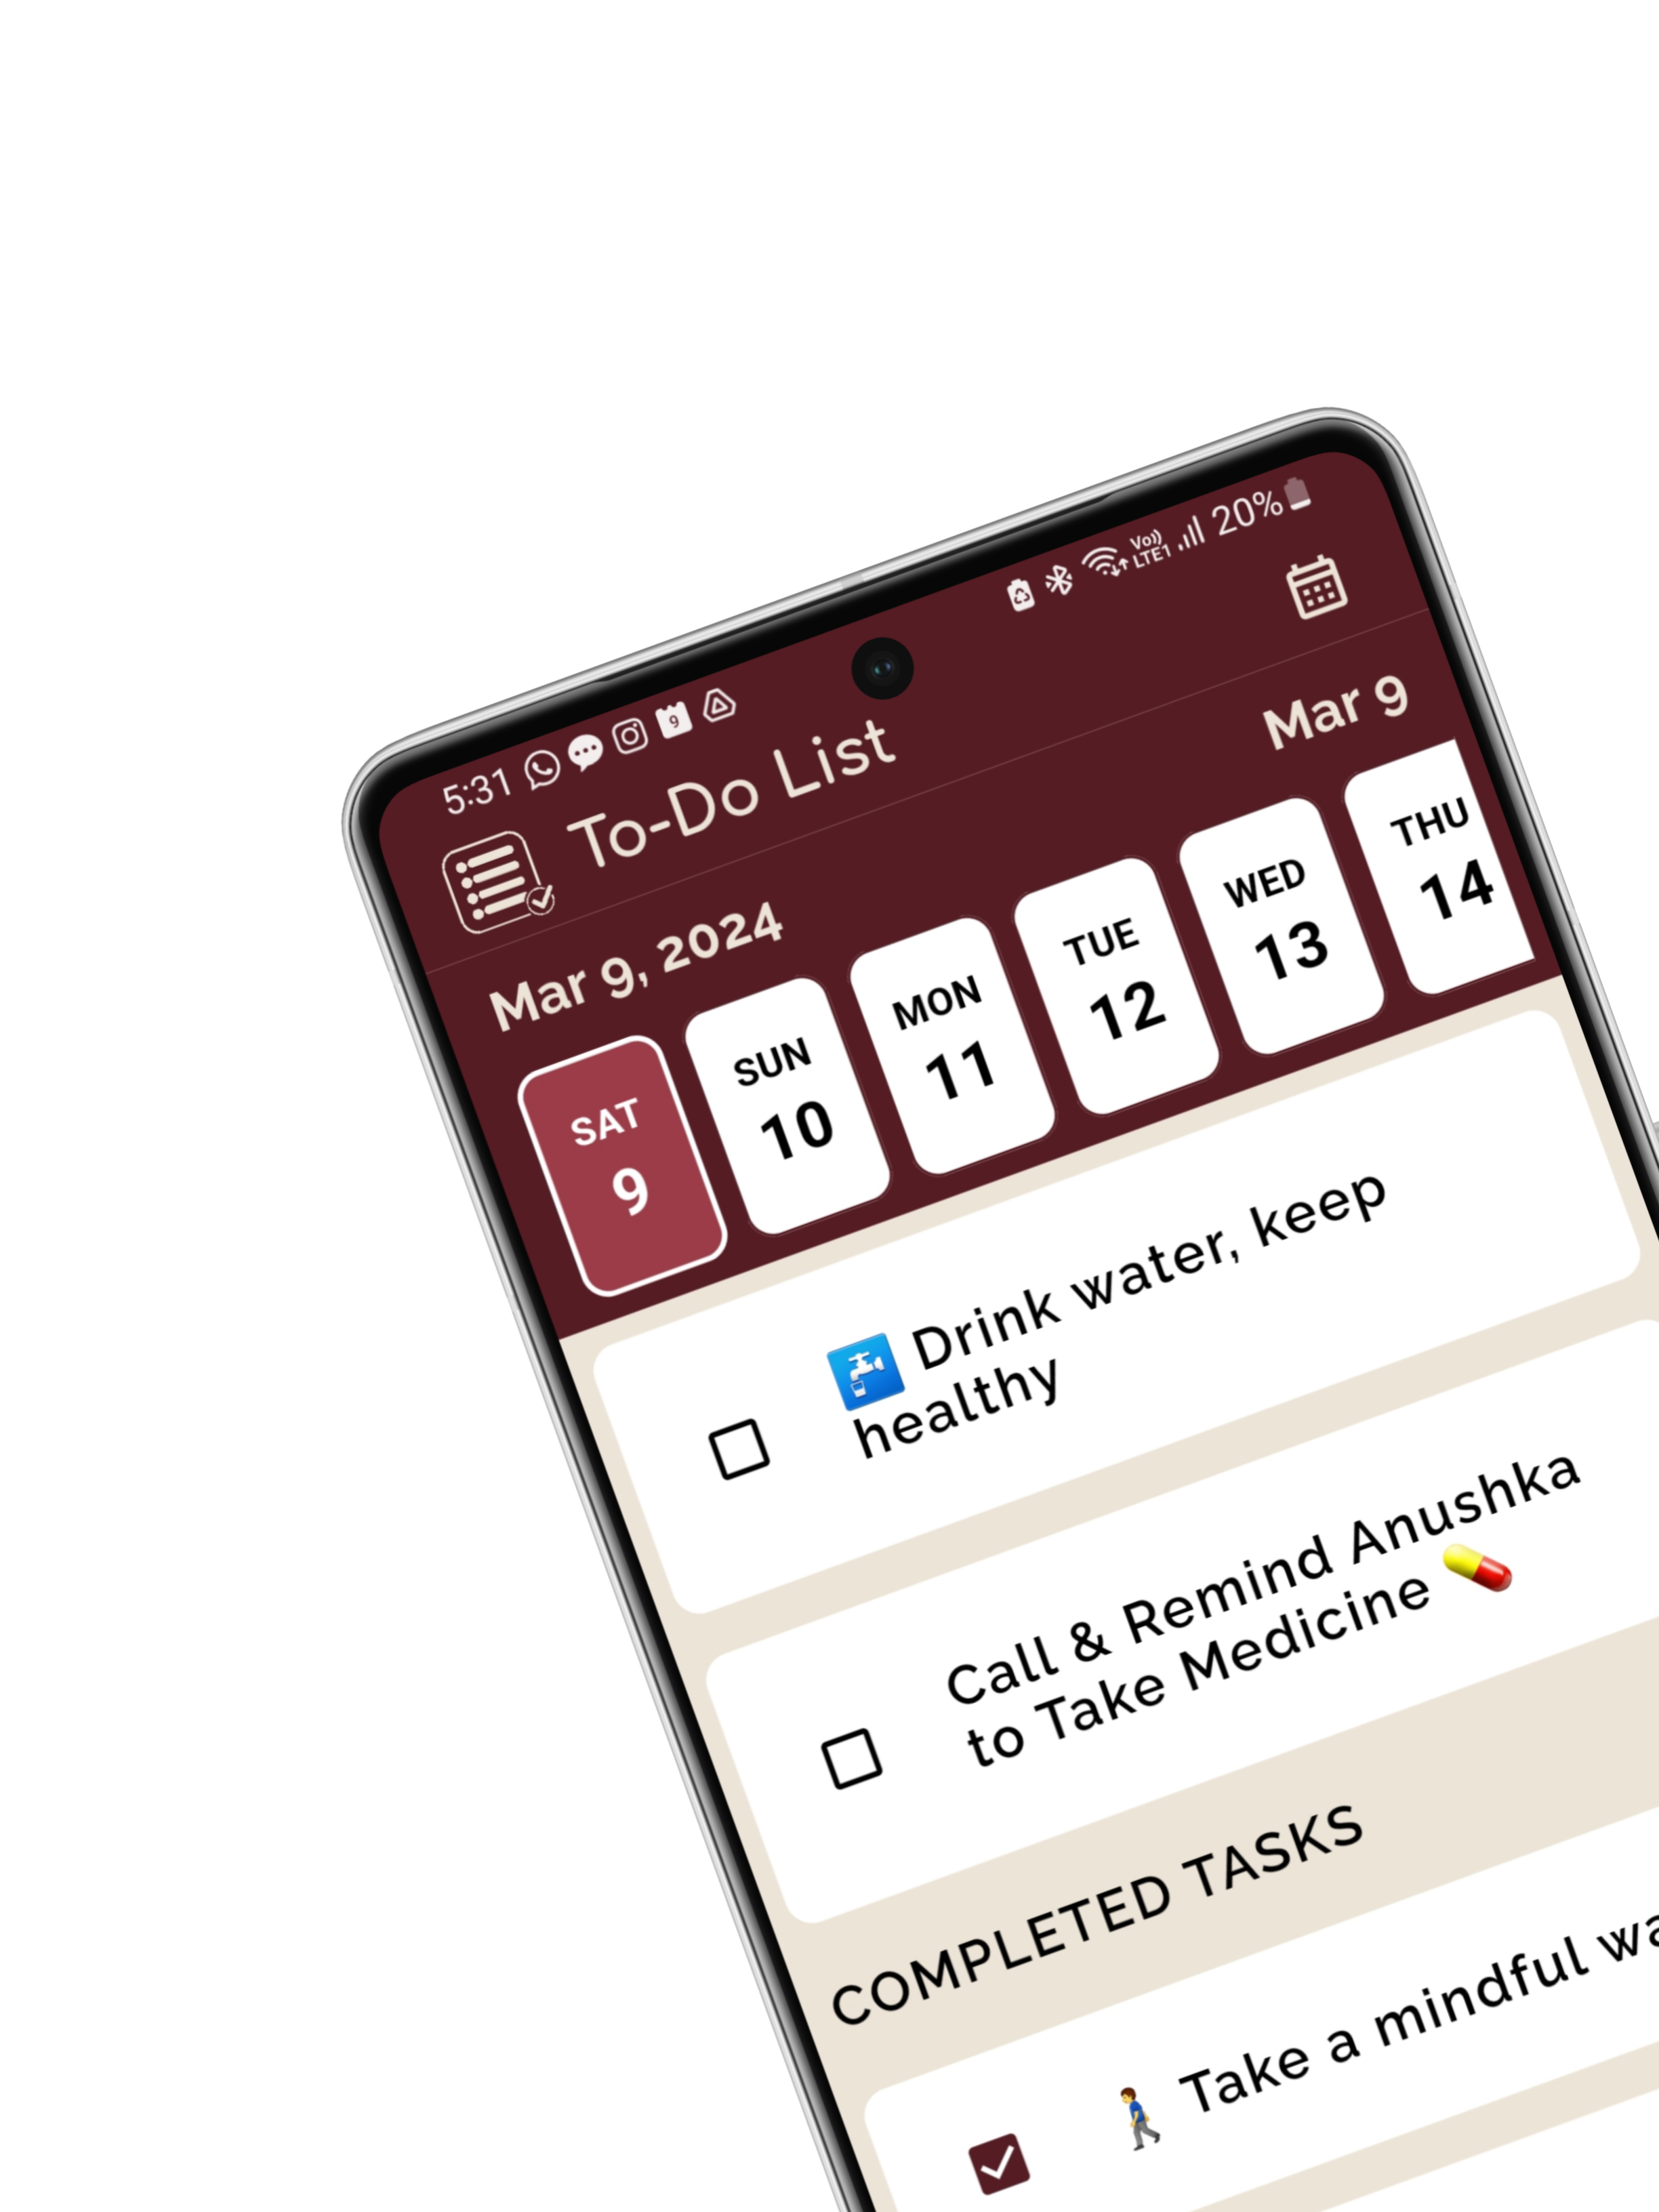 5:31
Vo)) LTE1 20%
9
To-Do List
Mar 9, 2024
Mar 9
SAT 9
SUN 10
MON 11
TUE 12
WED 13
THU 14
🚰 Drink water, keep
healthy
Call & Remind Anushka
to Take Medicine 💊
COMPLETED TASKS
🚶‍♂️ Take a mindful